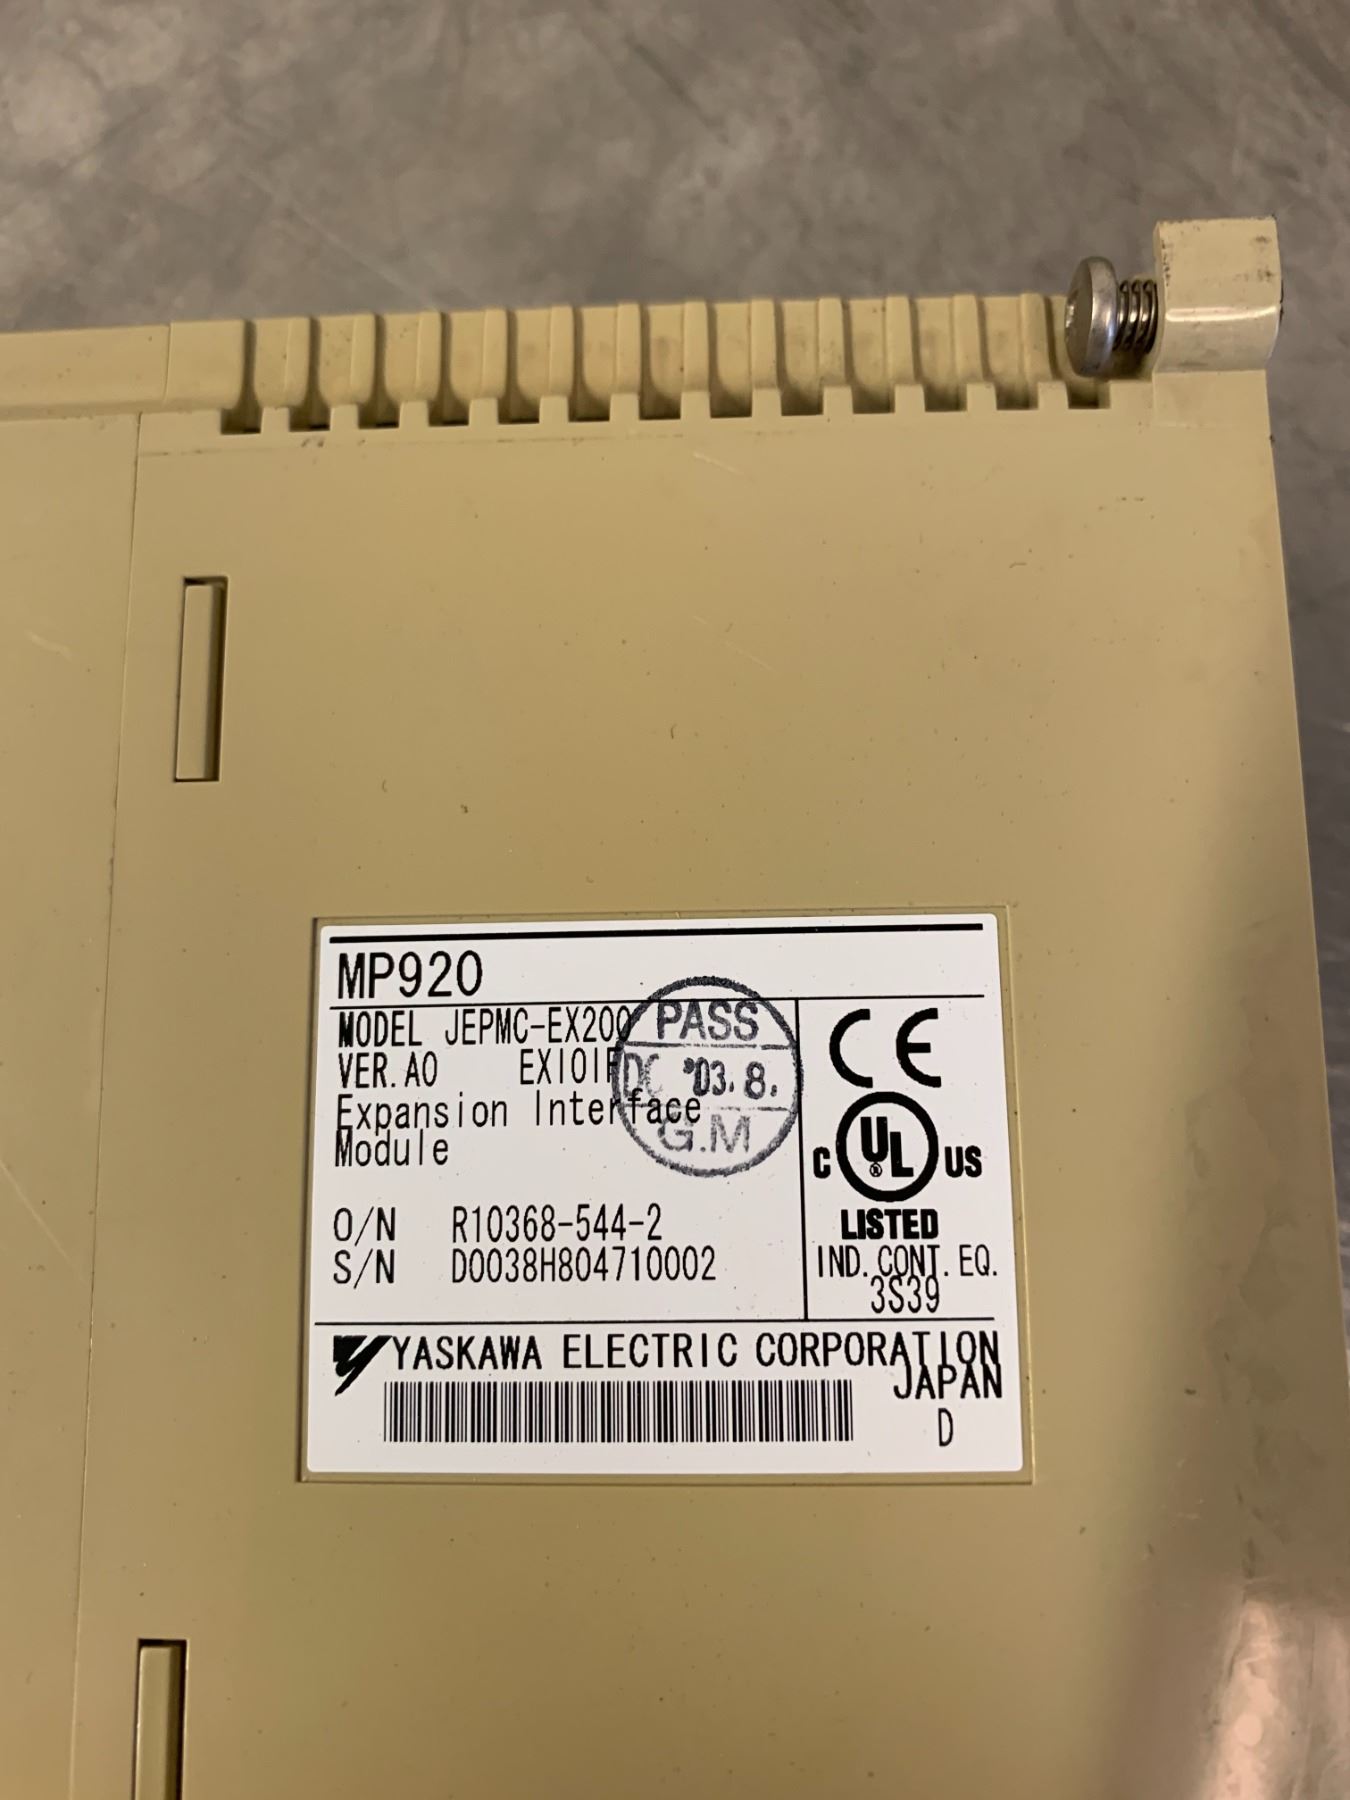 MP920
MODEL JEPMC-EX200
VER. A0 EXIOIF
Expansion Interface
Module
PASS
DC '03.8.
G.M
O/N R10368-544-2
S/N D0038H804710002
CE
C UL® US
LISTED
IND. CONT. EQ.
3S39
YASKAWA ELECTRIC CORPORATION
JAPAN
D